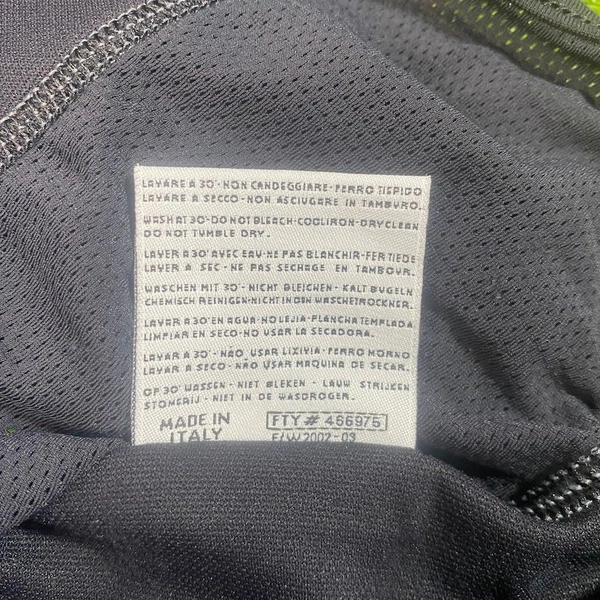 LAVARE A 30°-NON CANDEGGIARE-FERRO TIEPIDO
LAVARE A SECCO-NON ASCIUGARE IN TAMBURO.
WASH AT 30°-DO NOT BLEACH-COOL IRON-DRY CLEAN
DO NOT TUMBLE DRY.
LAVER A 30°AVEC EAU-NE PAS BLANCHIR-FER TIEDE
LAVER A SEC-NE PAS SECHAGE EN TAMBOUR.
WASCHEN MIT 30°-NICHT BLEICHEN-KALT BUGELN
CHEMISCH REINIGEN-NICHT IN DEN WASCHETROCKNER.
LAVAR A 30°EN AGUA-NO LEJIA-PLANCHA TEMPLADA
LIMPIAR EN SECO-NO USAR LA SECADORA.
LAVAR A 30°-NÃO USAR LIXIVIA-FERRO MORNO
LAVAR A SECO-NÃO USAR MAQUINA DE SECAR.
OP 30° WASSEN-NIET BLEKEN-LAUW STRIJKEN
STOMERIJ-NIET IN DE WASDROGER.
MADE IN FTY# 466975
ITALY F/W 2002-03